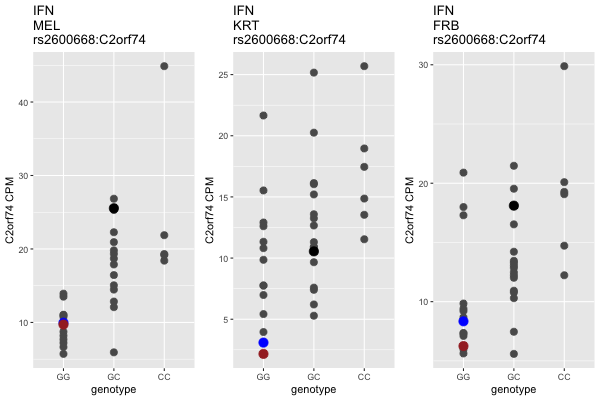 IFN
MEL
rs2600668:C2orf74
C2orf74 CPM
40
30
20
10
GG GC CC
genotype
IFN
KRT
rs2600668:C2orf74
C2orf74 CPM
25
20
15
10
5
GG GC CC
genotype
IFN
FRB
rs2600668:C2orf74
C2orf74 CPM
30
20
10
GG GC CC
genotype